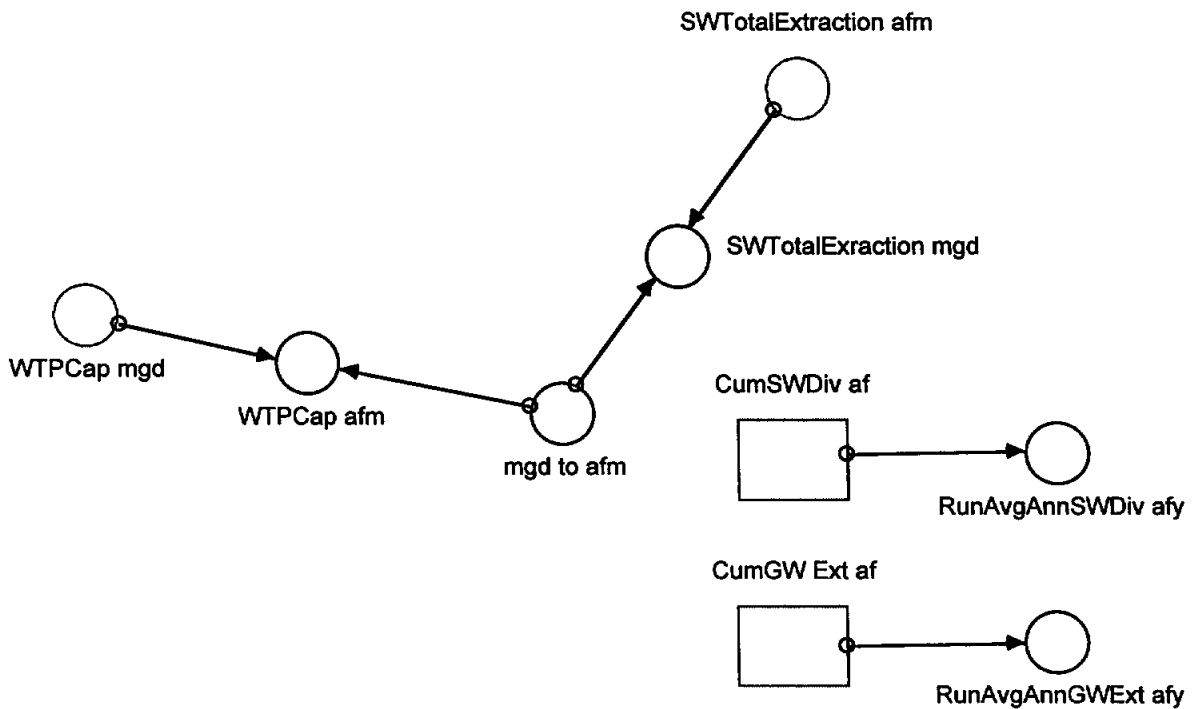 SWTotalExtraction afm
SWTotalExraction mgd
WTPCap mgd
WTPCap afm
mgd to afm
CumSWDiv af
RunAvgAnnSWDiv afy
CumGW Ext af
RunAvgAnnGWExt afy